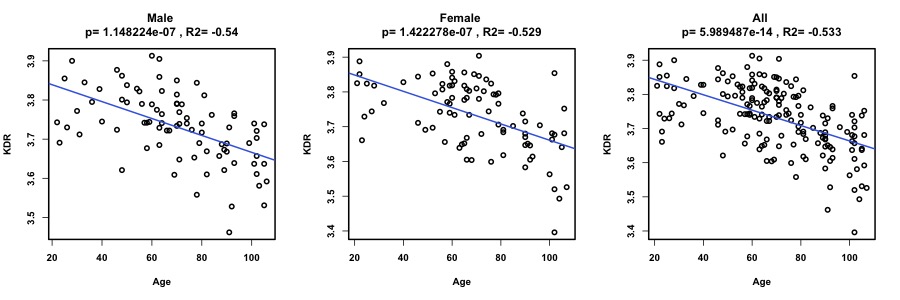 Male
p= 1.148224e-07 , R2= -0.54
KDR
3.9
3.8
3.7
3.6
3.5
20 40 60 80 100
Age
Female
p= 1.422278e-07 , R2= -0.529
KDR
3.9
3.8
3.7
3.6
3.5
3.4
20 40 60 80 100
Age
All
p= 5.989487e-14 , R2= -0.533
KDR
3.9
3.8
3.7
3.6
3.5
3.4
20 40 60 80 100
Age